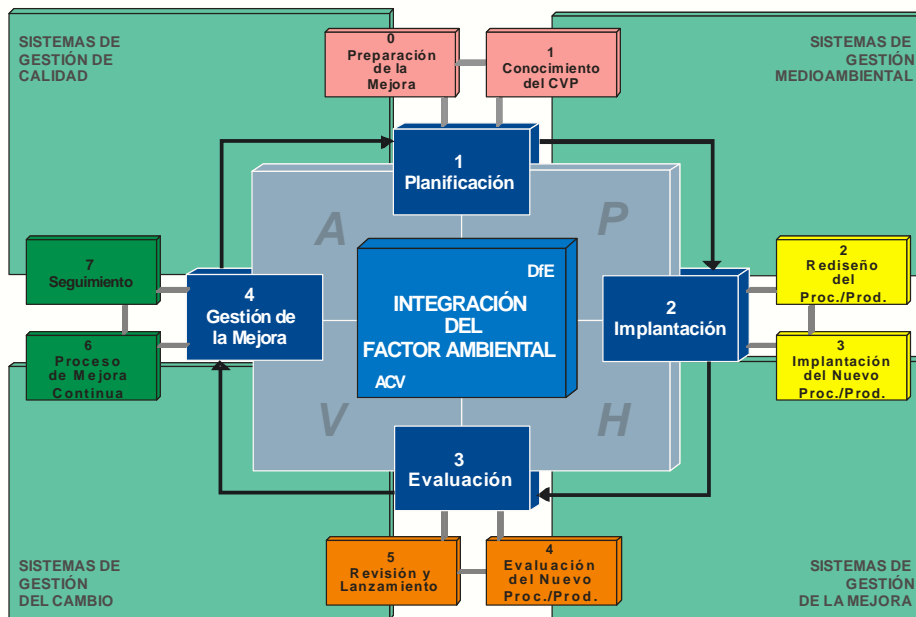 SISTEMAS DE
GESTIÓN DE
CALIDAD
0
Preparación
de la
Mejora
1
Conocimiento
del CVP
SISTEMAS DE
GESTIÓN
MEDIOAMBIENTAL
1
Planificación
A
P
7
Seguimiento
4
Gestión de
la Mejora
DfE
INTEGRACIÓN
DEL
FACTOR AMBIENTAL
ACV
2
Implantación
2
Rediseño
del
Proc./Prod.
6
Proceso
de Mejora
Continua
3
Implantación
del Nuevo
Proc./Prod.
V
H
3
Evaluación
SISTEMAS DE
GESTIÓN
DEL CAMBIO
5
Revisión y
Lanzamiento
4
Evaluación
del Nuevo
Proc./Prod.
SISTEMAS DE
GESTIÓN
DE LA MEJORA